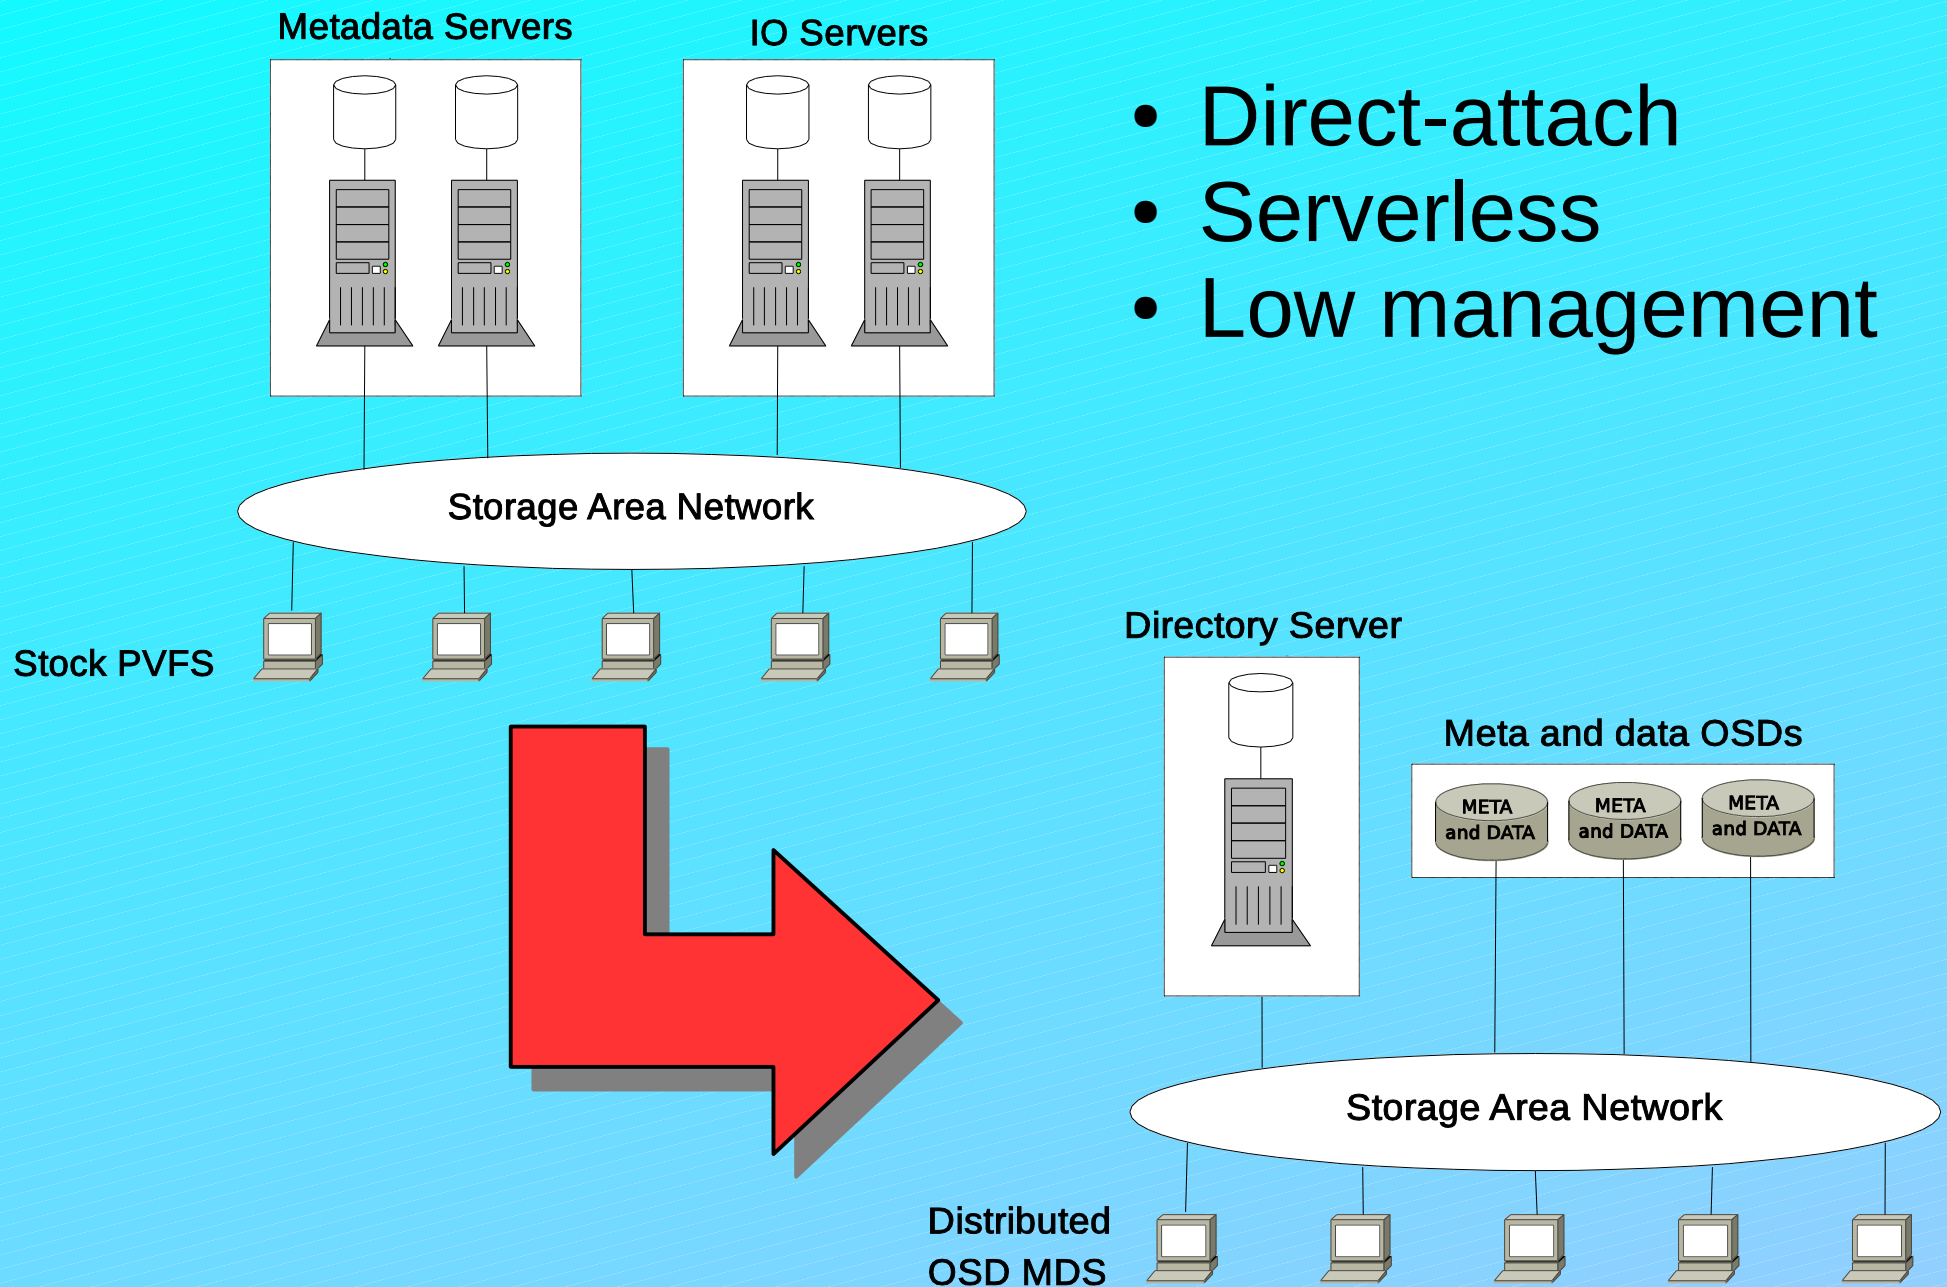 Metadata Servers
IO Servers
• Direct-attach
• Serverless
• Low management
Storage Area Network
Stock PVFS
Directory Server
Meta and data OSDs
META
and DATA
META
and DATA
META
and DATA
Storage Area Network
Distributed
OSD MDS